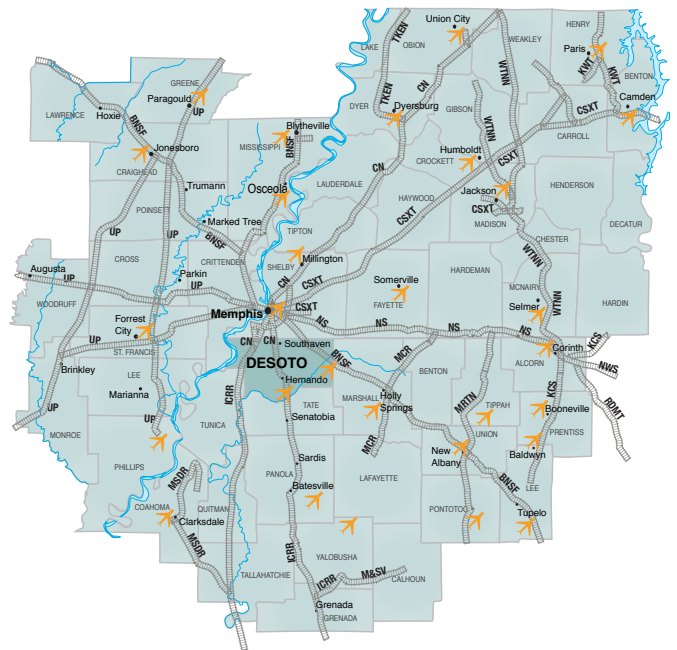 Union City
HENRY
LAKE
OBION
TKEN
WEAKLEY
Paris
KWT
KWT
BENTON
GREENE
Paragould
UP
LAWRENCE
Hoxie
BNSF
DYER
TKEN
Dyersburg
CN
GIBSON
WTNN
WTNN
Camden
CSXT
CARROLL
Blytheville
MISSISSIPPI
BNSF
Jonesboro
CRAIGHEAD
Humboldt
CROCKETT
CSXT
CN
Trumann
Osceola
LAUDERDALE
HAYWOOD
Jackson
HENDERSON
POINSETT
CSXT
CSXT
MADISON
DECATUR
Marked Tree
TIPTON
UP
UP
BNSF
CHESTER
CROSS
CRITTENDEN
Millington
SHELBY
WTNN
Augusta
Parkin
UP
UP
CN
CSXT
HARDEMAN
Somerville
FAYETTE
MCNAIRY
WTNN
HARDIN
WOODRUFF
Memphis
CSXT
Selmer
Forrest
City
NS
NS
NS
NS
UP
UP
CN
CN
Southaven
KCS
ST. FRANCIS
DESOTO
BNSF
MCR
Corinth
ALCORN
Brinkley
LEE
Hernando
BENTON
NWS
Marianna
ICRR
TATE
MARSHALL
Holly
Springs
MRTN
TIPPAH
KCS
Booneville
RDMT
UP
UP
TUNICA
Senatobia
MONROE
MCR
UNION
PRENTISS
New
Albany
Baldwyn
Sardis
PHILLIPS
MSDR
PANOLA
LAFAYETTE
BNSF
LEE
Batesville
COAHOMA
QUITMAN
PONTOTOC
Tupelo
Clarksdale
MSDR
ICRR
YALOBUSHA
TALLAHATCHIE
ICRR
M&SV
CALHOUN
Grenada
GRENADA